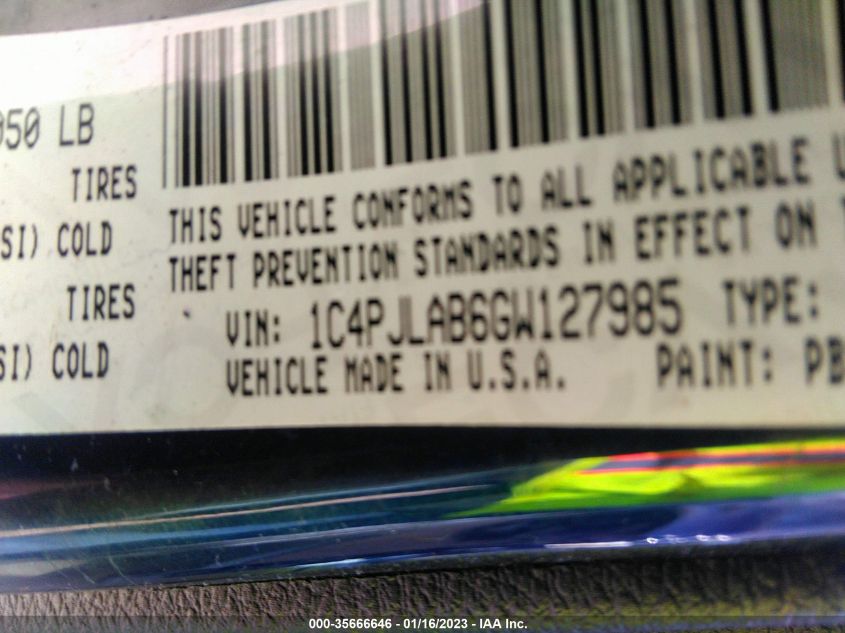 050 LB
TIRES
SI) COLD
TIRES
SI) COLD
THIS VEHICLE CONFORMS TO ALL APPLICABLE
THEFT PREVENTION STANDARDS IN EFFECT ON
VIN: 1C4PJLAB6GW127985 TYPE:
VEHICLE MADE IN U.S.A. PAINT: PB
000-35666646 - 01/16/2023 - IAA Inc.